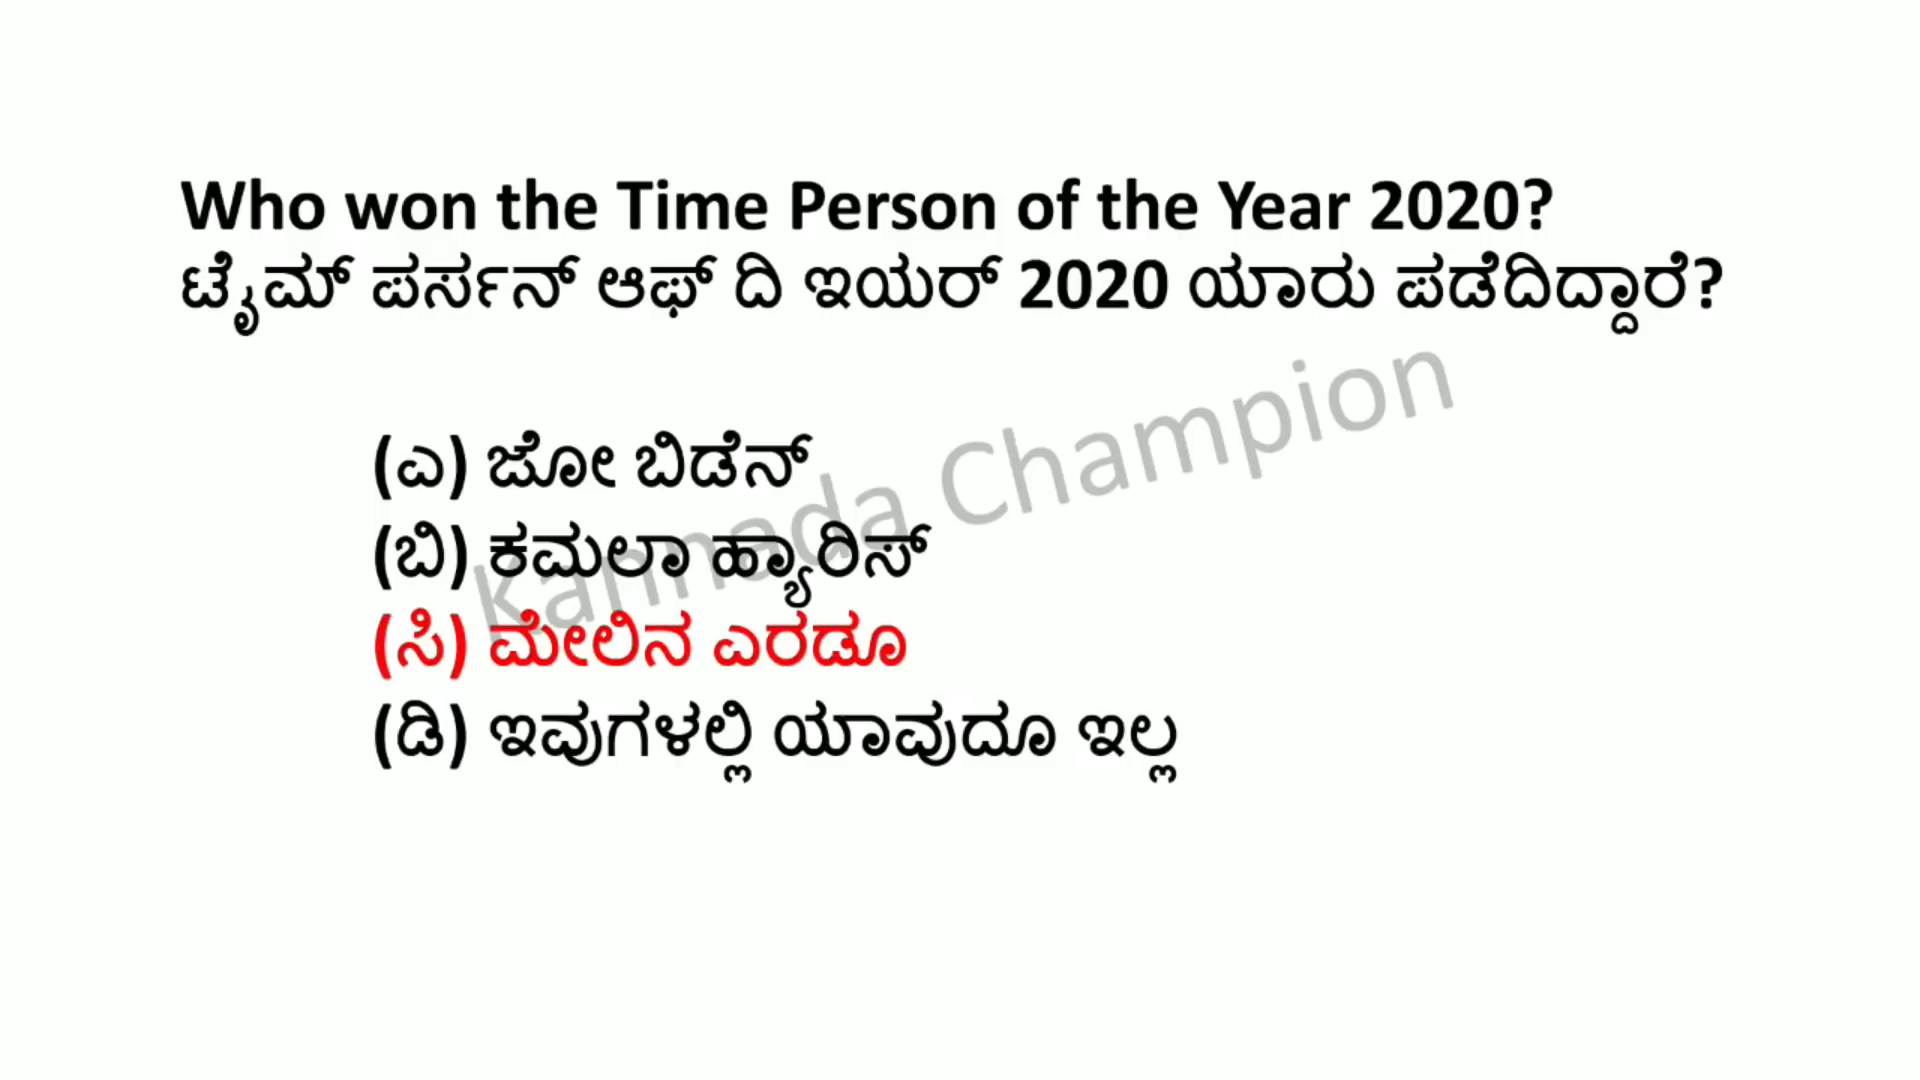 Who won the Time Person of the Year 2020?
ಟೈಮ್ ಪರ್ಸನ್ ಆಫ್ ದಿ ಇಯರ್ 2020 ಯಾರು ಪಡೆದಿದ್ದಾರೆ?
(ಎ) ಜೋ ಬಿಡೆನ್
(ಬಿ) ಕಮಲಾ ಹ್ಯಾರಿಸ್
(ಸಿ) ಮೇಲಿನ ಎರಡೂ
(ಡಿ) ಇವುಗಳಲ್ಲಿ ಯಾವುದೂ ಇಲ್ಲ
Kannada Champion